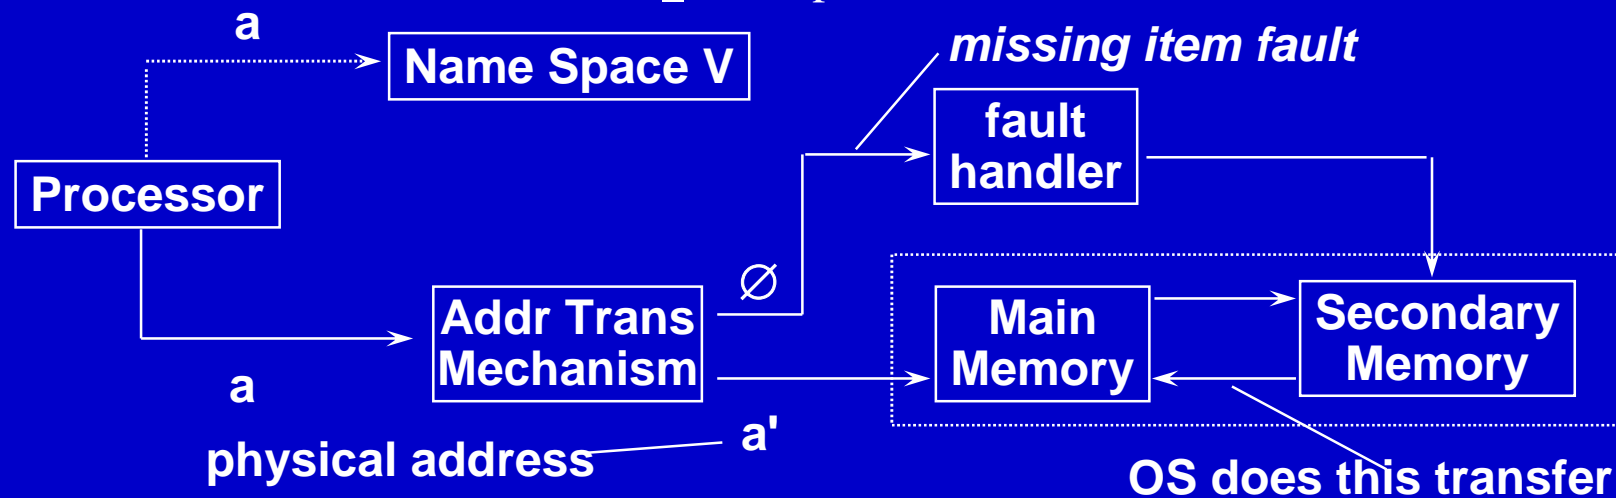 a
missing item fault
Name Space V
fault
handler
Processor
∅
Addr Trans
Mechanism
Main
Memory
Secondary
Memory
a
a'
physical address
OS does this transfer